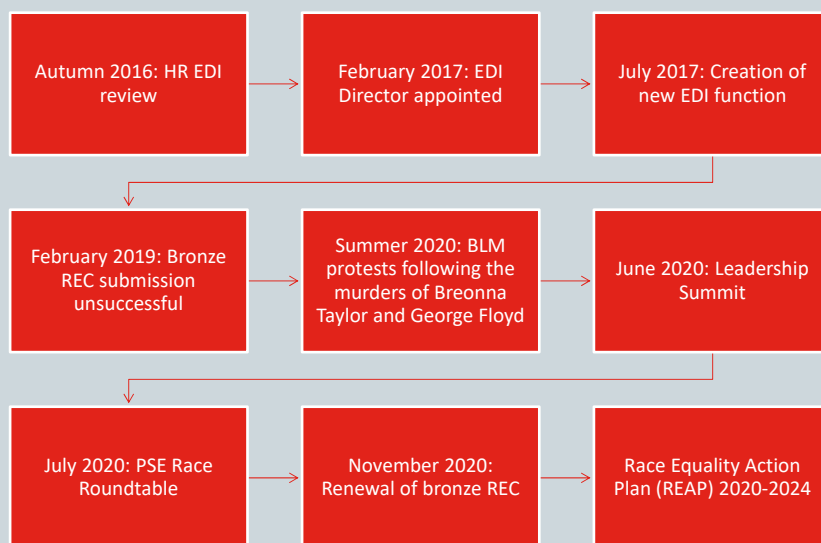 Autumn 2016: HR EDI
review
February 2017: EDI
Director appointed
July 2017: Creation of
new EDI function
February 2019: Bronze
REC submission
unsuccessful
Summer 2020: BLM
protests following the
murders of Breonna
Taylor and George Floyd
June 2020: Leadership
Summit
July 2020: PSE Race
Roundtable
November 2020:
Renewal of bronze REC
Race Equality Action
Plan (REAP) 2020-2024